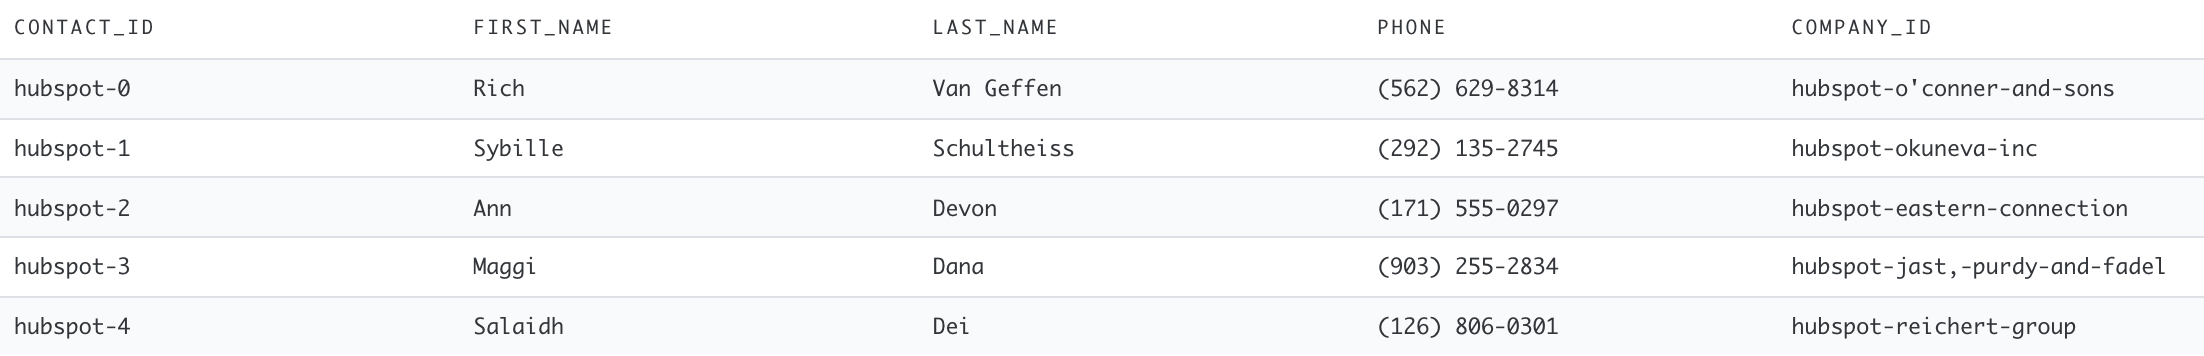 CONTACT_ID FIRST_NAME LAST_NAME PHONE COMPANY_ID
hubspot-0 Rich Van Geffen (562) 629-8314 hubspot-o'conner-and-sons
hubspot-1 Sybille Schultheiss (292) 135-2745 hubspot-okuneva-inc
hubspot-2 Ann Devon (171) 555-0297 hubspot-eastern-connection
hubspot-3 Maggi Dana (903) 255-2834 hubspot-jast,-purdy-and-fadel
hubspot-4 Salaidh Dei (126) 806-0301 hubspot-reichert-group